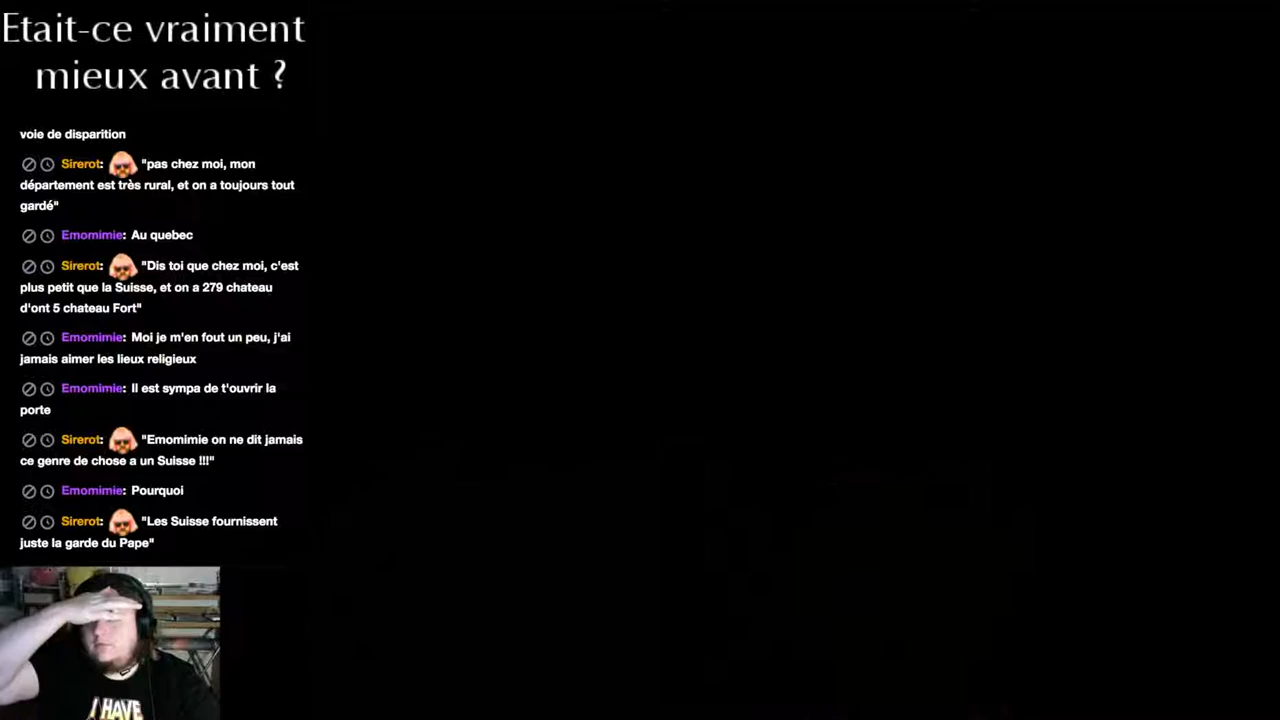 Etait-ce vraiment
mieux avant ?
voie de disparition
Sirerot: "pas chez moi, mon
département est très rural, et on a toujours tout
gardé"
Emomimie: Au quebec
Sirerot: "Dis toi que chez moi, c'est
plus petit que la Suisse, et on a 279 chateau
d'ont 5 chateau Fort"
Emomimie: Moi je m'en fout un peu, j'ai
jamais aimer les lieux religieux
Emomimie: Il est sympa de t'ouvrir la
porte
Sirerot: "Emomimie on ne dit jamais
ce genre de chose a un Suisse !!!"
Emomimie: Pourquoi
Sirerot: "Les Suisse fournissent
juste la garde du Pape"
I HAVE